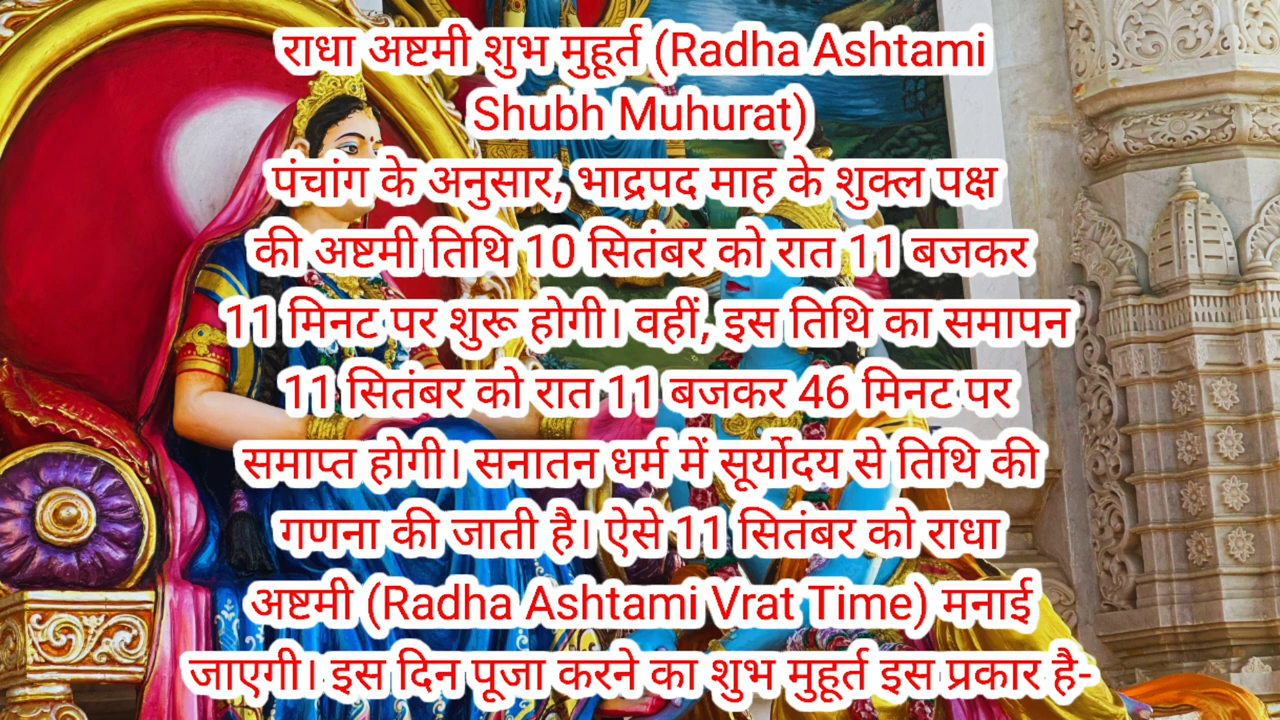 राधा अष्टमी शुभ मुहूर्त (Radha Ashtami
Shubh Muhurat)
पंचांग के अनुसार, भाद्रपद माह के शुक्ल पक्ष
की अष्टमी तिथि 10 सितंबर को रात 11 बजकर
11 मिनट पर शुरू होगी। वहीं, इस तिथि का समापन
11 सितंबर को रात 11 बजकर 46 मिनट पर
समाप्त होगी। सनातन धर्म में सूर्योदय से तिथि की
गणना की जाती है। ऐसे 11 सितंबर को राधा
अष्टमी (Radha Ashtami Vrat Time) मनाई
जाएगी। इस दिन पूजा करने का शुभ मुहूर्त इस प्रकार है-